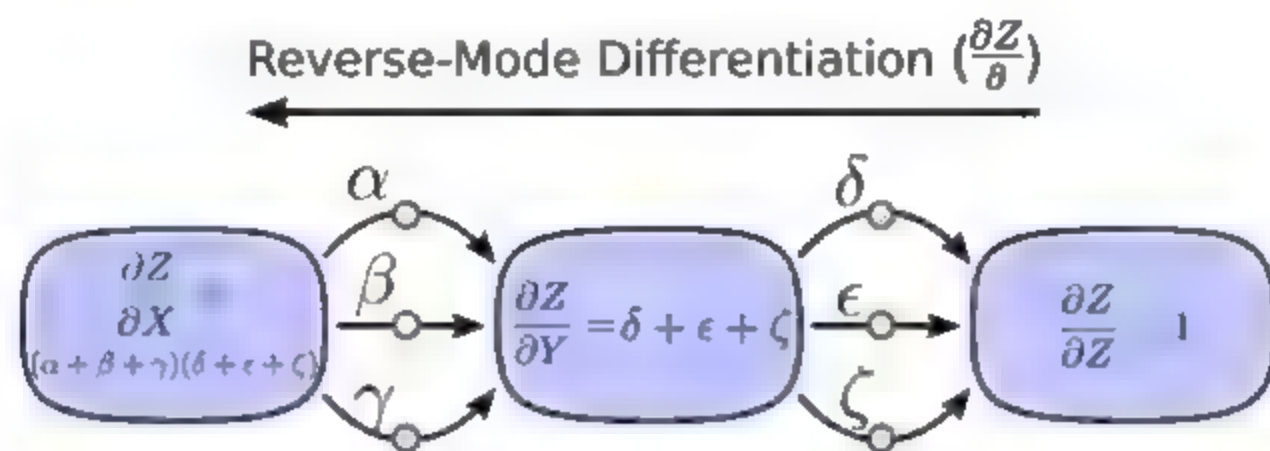 Reverse-Mode Differentiation (∂Z/∂)
α
δ
β
ϵ
γ
ζ
∂Z
∂X
(α + β + γ)(δ + ϵ + ζ)
∂Z/∂Y = δ + ϵ + ζ
∂Z/∂Z 1